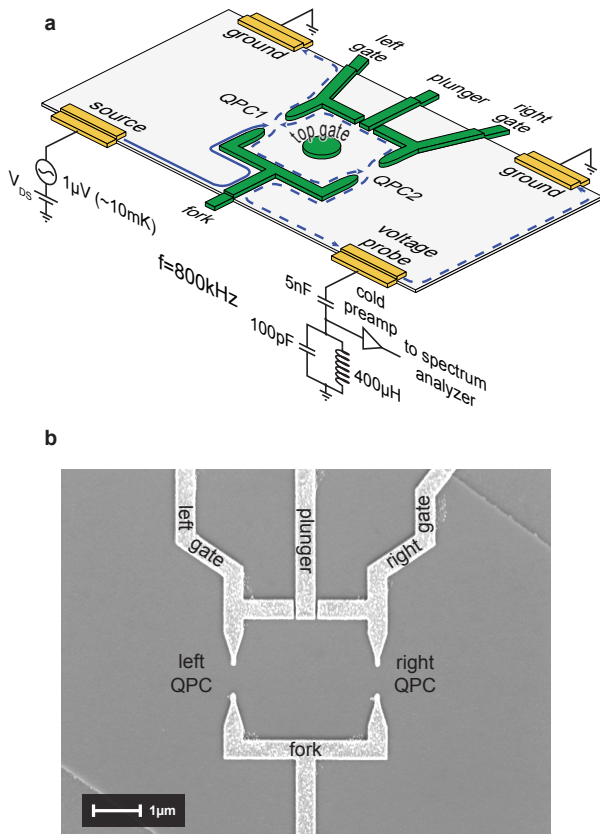 a
left
gate
ground
plunger
right
gate
source
QPC1
top gate
QPC2
ground
V_DS
1μV (~10mK)
fork
voltage
probe
f=800kHz
5nF
cold
preamp
to spectrum
analyzer
100pF
400μH
b
left
gate
plunger
right
gate
left
QPC
right
QPC
fork
1μm